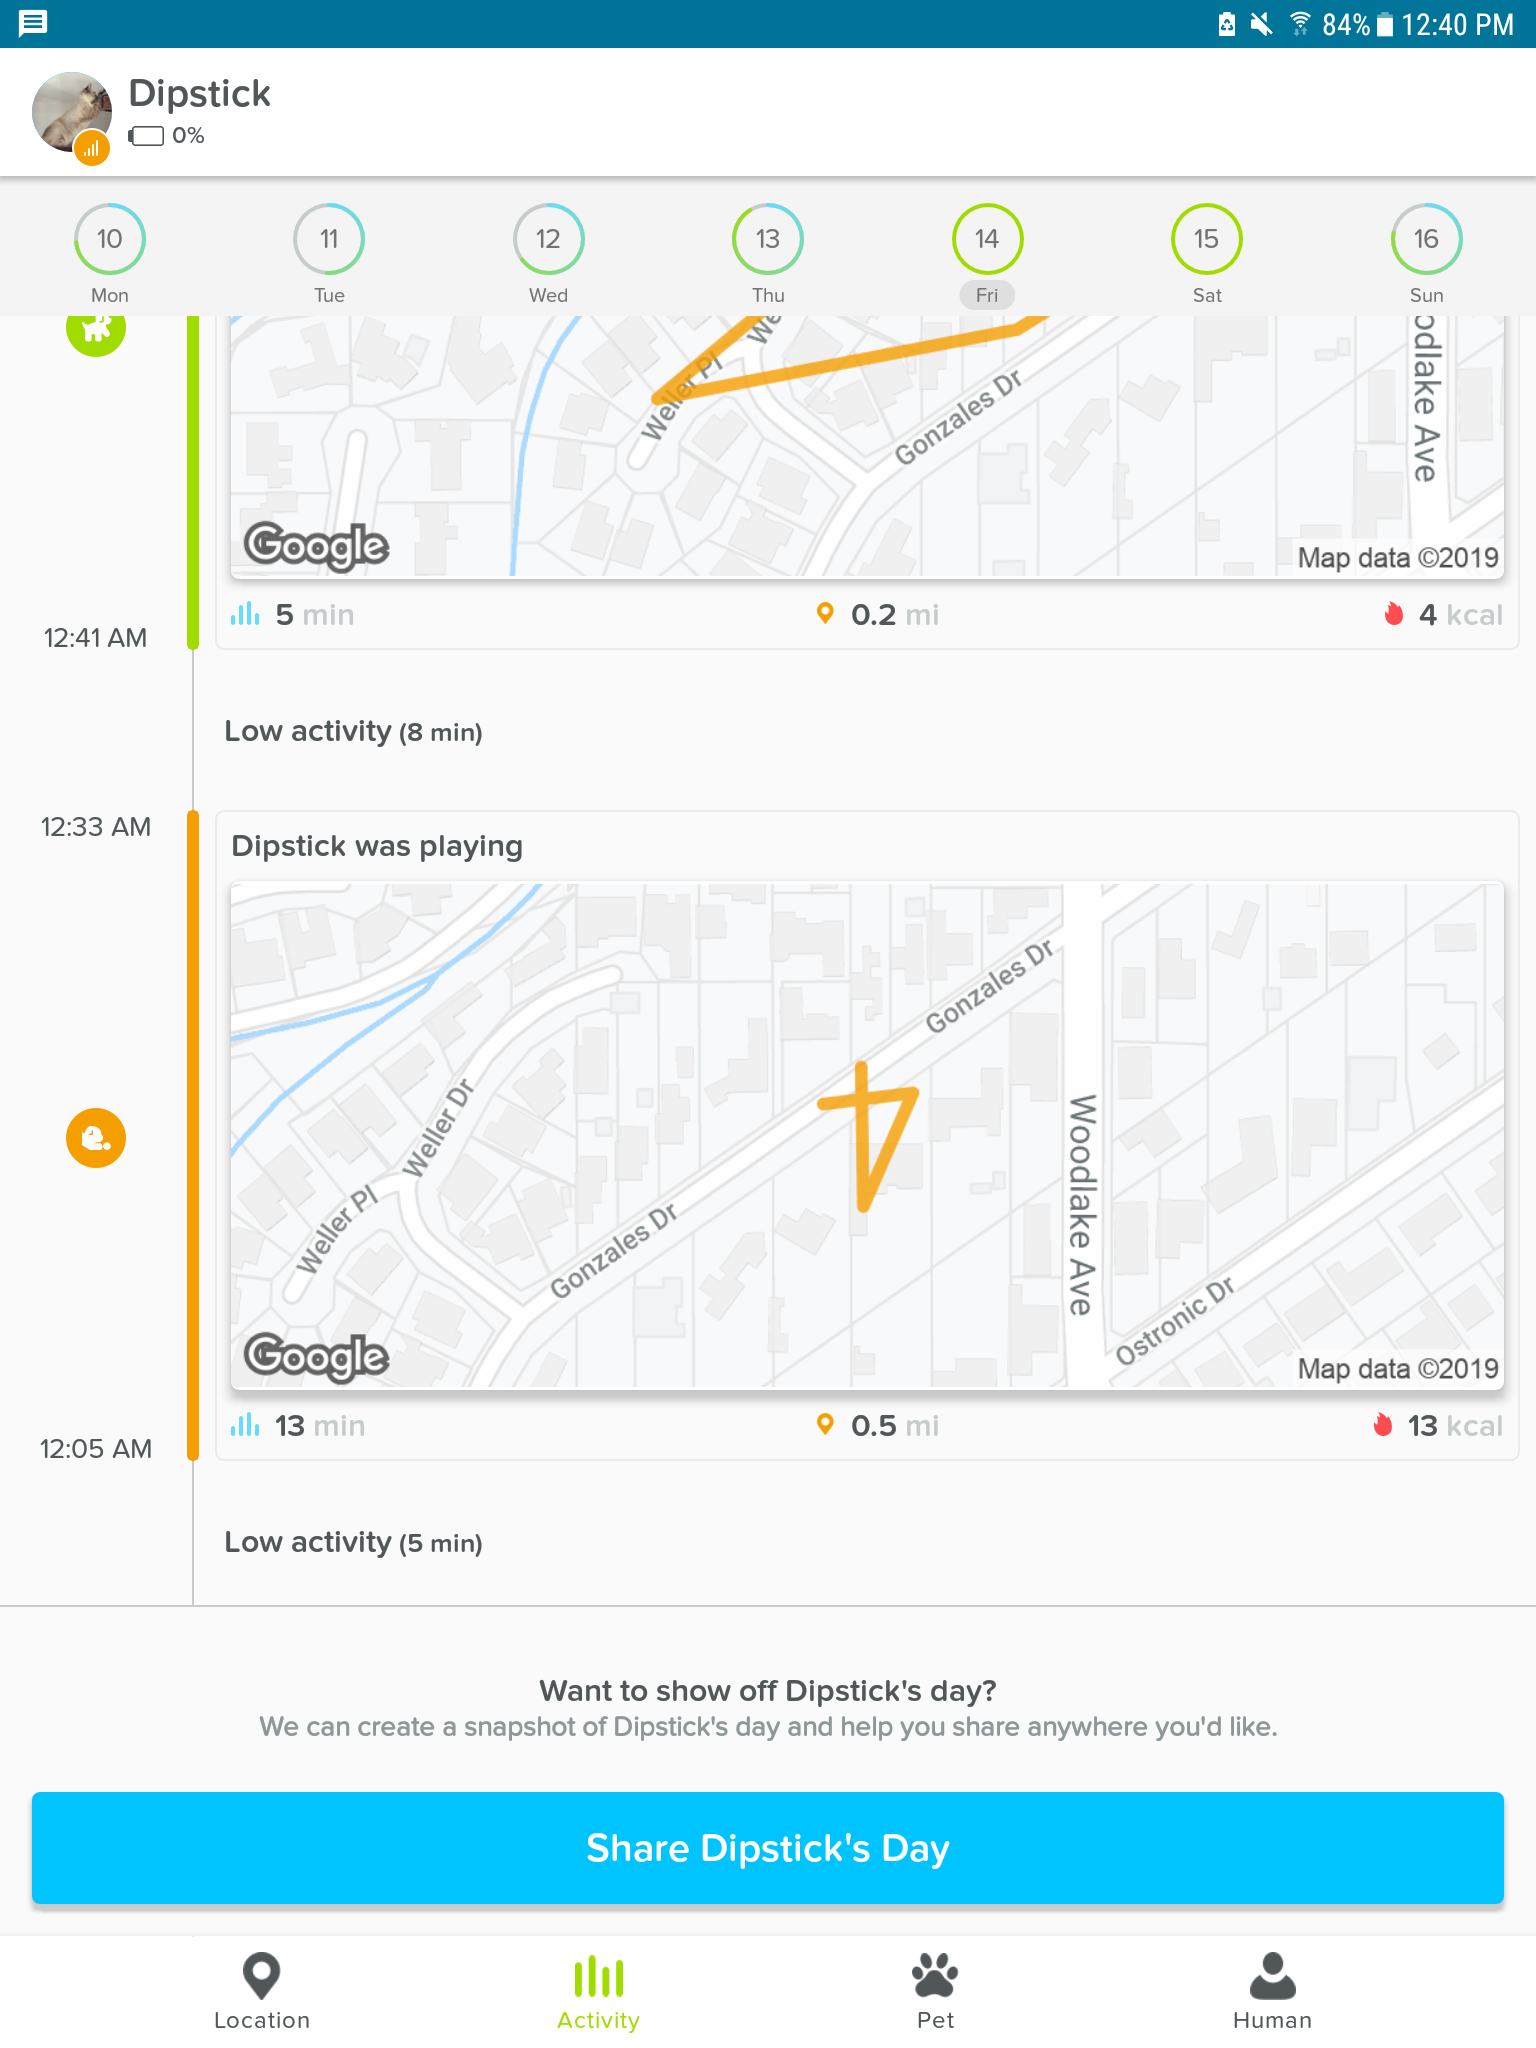 84% 12:40 PM
Dipstick
0%
10 11 12 13 14 15 16
Mon Tue Wed Thu Fri Sat Sun
We
Weller Pl
Gonzales Dr
odlake Ave
Google
Map data ©2019
5 min 0.2 mi 4 kcal
12:41 AM
Low activity (8 min)
12:33 AM
Dipstick was playing
Gonzales Dr
Weller Dr
Weller Pl
Gonzales Dr
Woodlake Ave
Ostronic Dr
Google
Map data ©2019
13 min 0.5 mi 13 kcal
12:05 AM
Low activity (5 min)
Want to show off Dipstick's day?
We can create a snapshot of Dipstick's day and help you share anywhere you'd like.
Share Dipstick's Day
Location Activity Pet Human